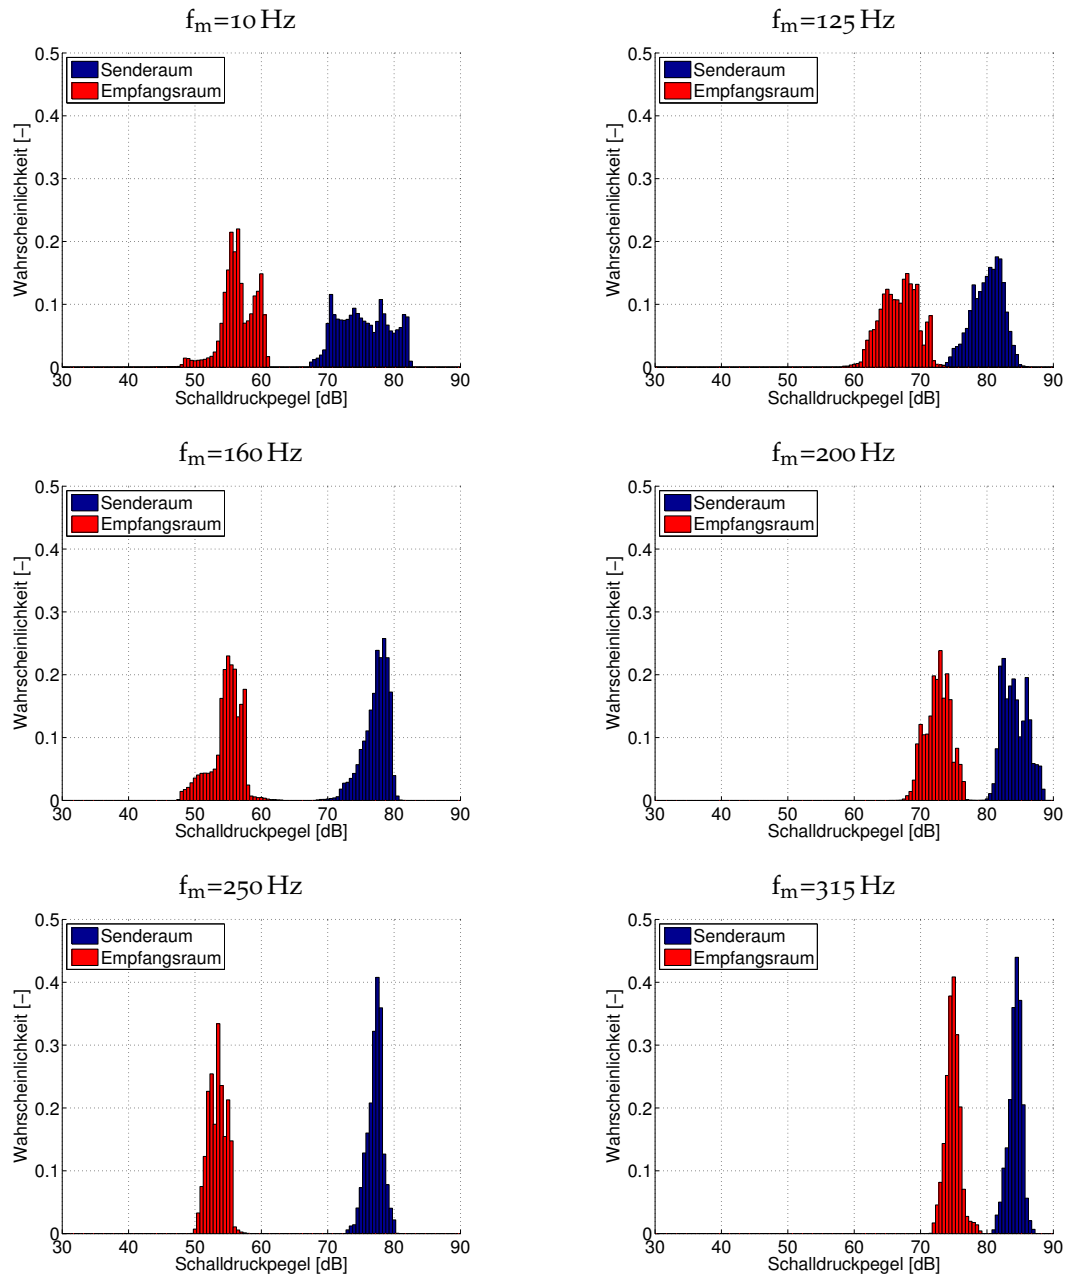 fm=10 Hz
0.5
0.4
0.3
0.2
0.1
0
Wahrscheinlichkeit [−]
Senderaum
Empfangsraum
30 40 50 60 70 80 90
Schalldruckpegel [dB]
fm=125 Hz
0.5
0.4
0.3
0.2
0.1
0
Wahrscheinlichkeit [−]
Senderaum
Empfangsraum
30 40 50 60 70 80 90
Schalldruckpegel [dB]
fm=160 Hz
0.5
0.4
0.3
0.2
0.1
0
Wahrscheinlichkeit [−]
Senderaum
Empfangsraum
30 40 50 60 70 80 90
Schalldruckpegel [dB]
fm=200 Hz
0.5
0.4
0.3
0.2
0.1
0
Wahrscheinlichkeit [−]
Senderaum
Empfangsraum
30 40 50 60 70 80 90
Schalldruckpegel [dB]
fm=250 Hz
0.5
0.4
0.3
0.2
0.1
0
Wahrscheinlichkeit [−]
Senderaum
Empfangsraum
30 40 50 60 70 80 90
Schalldruckpegel [dB]
fm=315 Hz
0.5
0.4
0.3
0.2
0.1
0
Wahrscheinlichkeit [−]
Senderaum
Empfangsraum
30 40 50 60 70 80 90
Schalldruckpegel [dB]